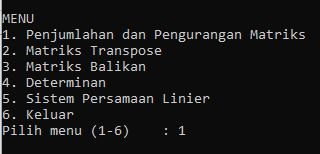 MENU
1. Penjumlahan dan Pengurangan Matriks
2. Matriks Transpose
3. Matriks Balikan
4. Determinan
5. Sistem Persamaan Linier
6. Keluar
Pilih menu (1-6)    : 1